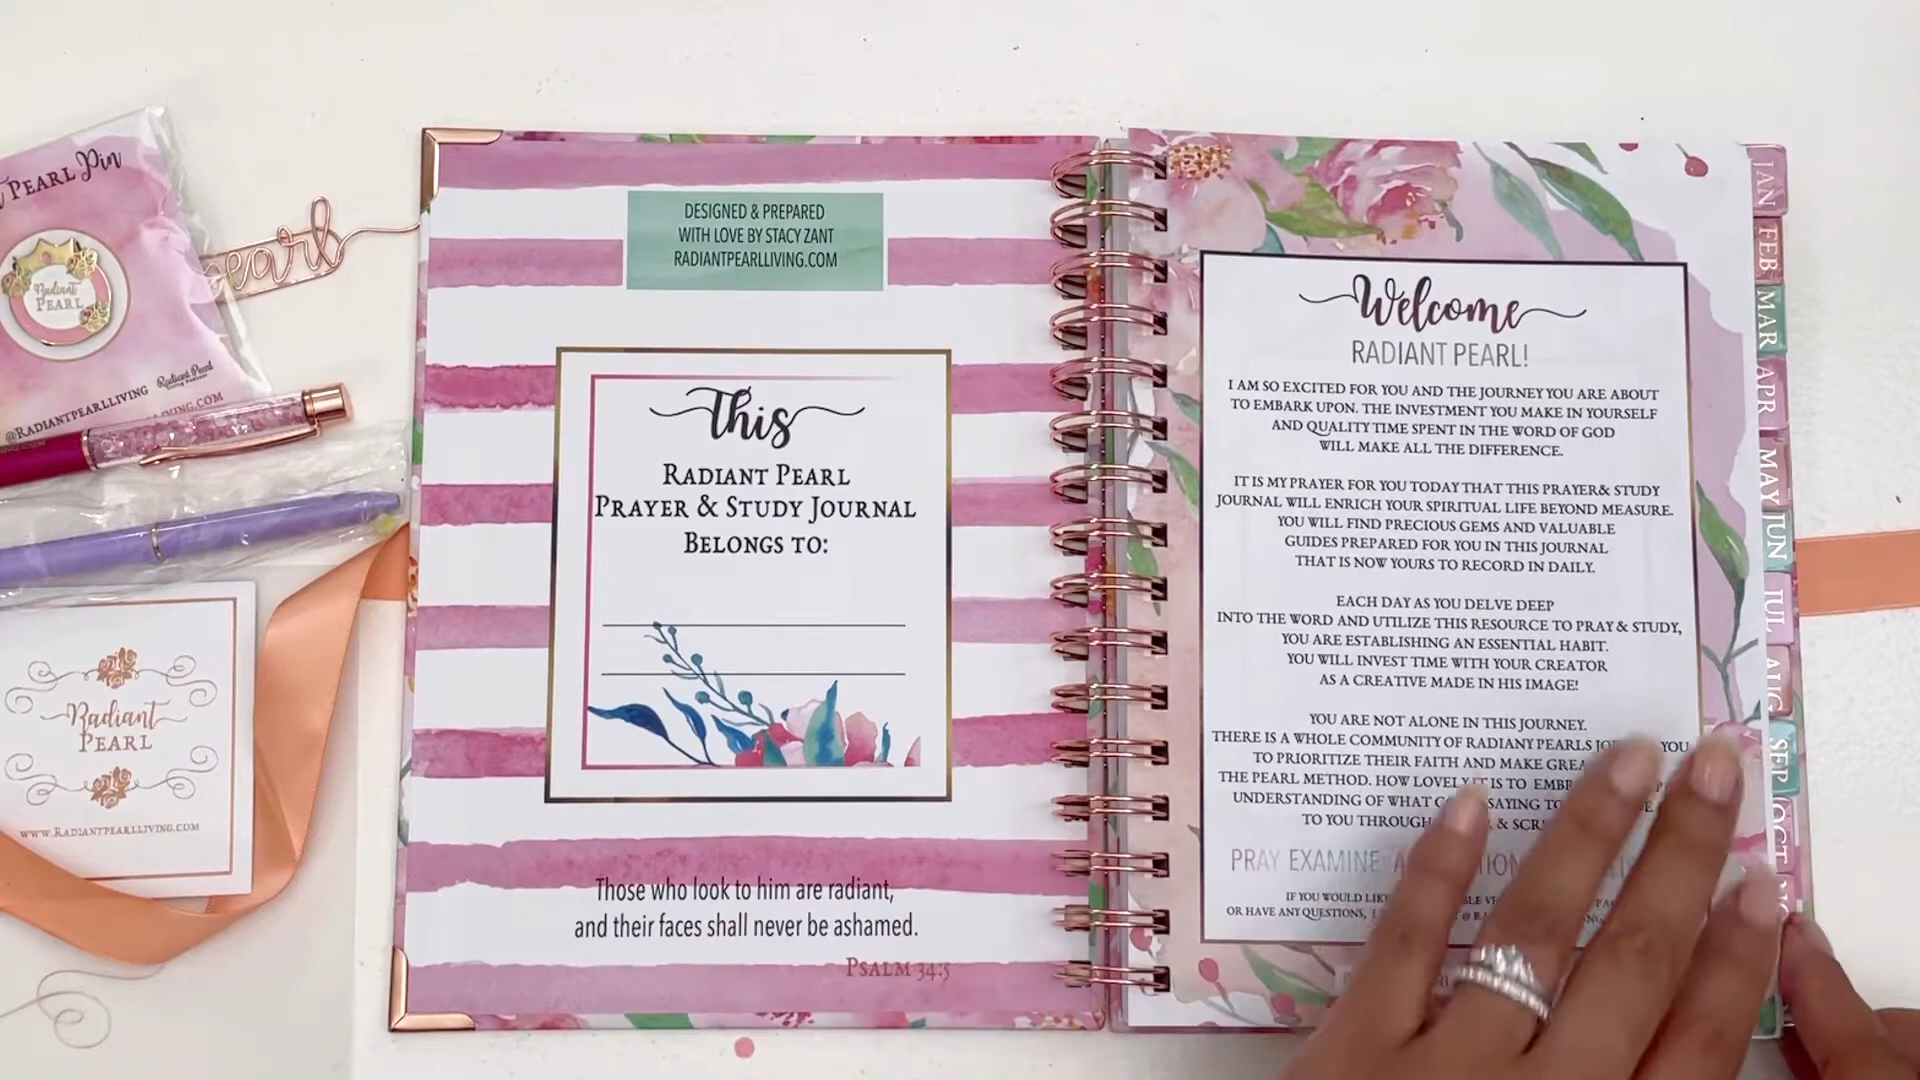 PEARL PIN
Radiant
PEARL
@RADIANTPEARLLIVING
Radiant Pearl
earl
Radiant
PEARL
WWW.RADIANTPEARLLIVING.COM
DESIGNED & PREPARED
WITH LOVE BY STACY ZANT
RADIANTPEARLLIVING.COM
This
RADIANT PEARL
PRAYER & STUDY JOURNAL
BELONGS TO:
Those who look to him are radiant,
and their faces shall never be ashamed.
PSALM 34:5
Welcome
RADIANT PEARL!
I AM SO EXCITED FOR YOU AND THE JOURNEY YOU ARE ABOUT
TO EMBARK UPON. THE INVESTMENT YOU MAKE IN YOURSELF
AND QUALITY TIME SPENT IN THE WORD OF GOD
WILL MAKE ALL THE DIFFERENCE.
IT IS MY PRAYER FOR YOU TODAY THAT THIS PRAYER& STUDY
JOURNAL WILL ENRICH YOUR SPIRITUAL LIFE BEYOND MEASURE.
YOU WILL FIND PRECIOUS GEMS AND VALUABLE
GUIDES PREPARED FOR YOU IN THIS JOURNAL
THAT IS NOW YOURS TO RECORD IN DAILY.
EACH DAY AS YOU DELVE DEEP
INTO THE WORD AND UTILIZE THIS RESOURCE TO PRAY & STUDY,
YOU ARE ESTABLISHING AN ESSENTIAL HABIT.
YOU WILL INVEST TIME WITH YOUR CREATOR
AS A CREATIVE MADE IN HIS IMAGE!
YOU ARE NOT ALONE IN THIS JOURNEY.
THERE IS A WHOLE COMMUNITY OF RADIANY PEARLS YOU
TO PRIORITIZE THEIR FAITH AND MAKE
THE PEARL METHOD. HOW LOVELY IT IS TO
UNDERSTANDING OF WHAT SAYING
TO YOU THROUGH &
PRAY EXAMINE
IF YOU WOULD
OR HAVE ANY QUESTIONS,
JAN
FEB
MAR
APR
MAY
JUN
JUL
AUG
SEP
OCT